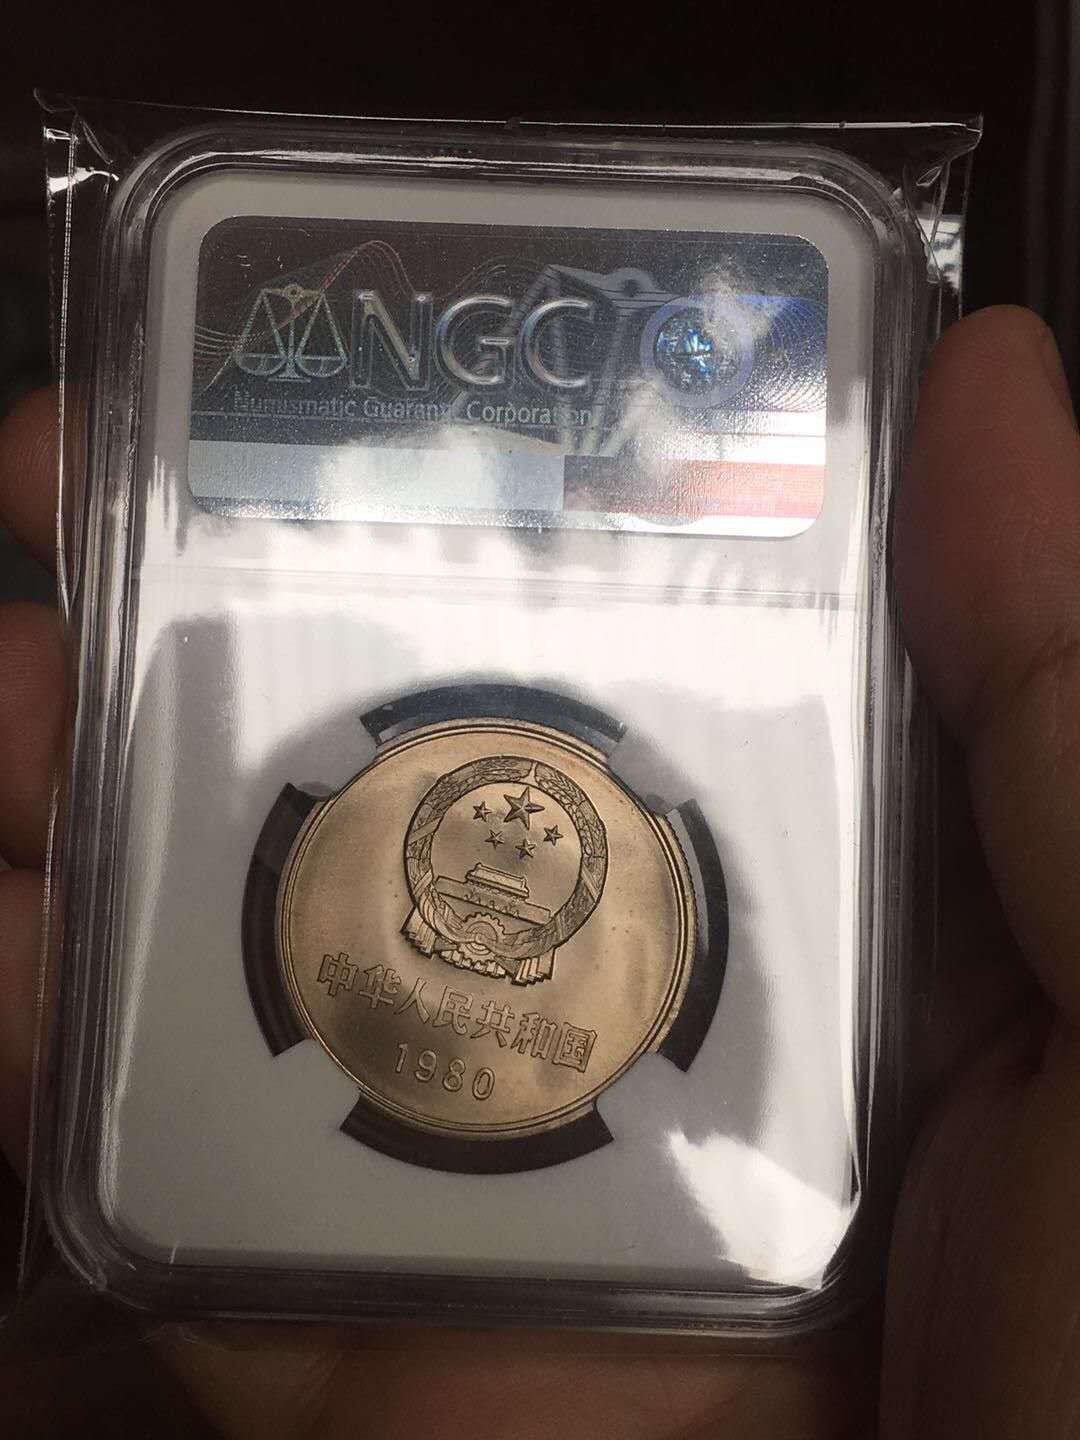 NGC
Numismatic Guaranty Corporation
中华人民共和国
1980